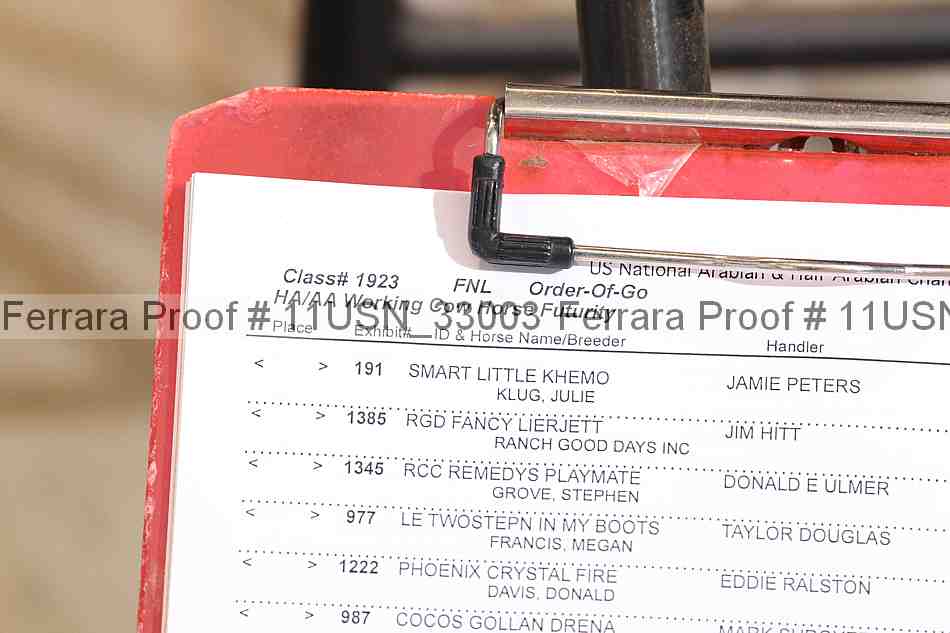 US National Arabian & Half Arabian
Class# 1923 FNL Order-Of-Go
HA/AA Working Cow Horse Futurity
Ferrara Proof # 11USN_33003 Ferrara Proof # 11USN
Place Exhibit# ID & Horse Name/Breeder Handler
< > 191 SMART LITTLE KHEMO JAMIE PETERS
KLUG, JULIE
< > 1385 RGD FANCY LIERJETT JIM HITT
RANCH GOOD DAYS INC
< > 1345 RCC REMEDYS PLAYMATE DONALD E ULMER
GROVE, STEPHEN
< > 977 LE TWOSTEPN IN MY BOOTS TAYLOR DOUGLAS
FRANCIS, MEGAN
< > 1222 PHOENIX CRYSTAL FIRE EDDIE RALSTON
DAVIS, DONALD
< > 987 COCOS GOLLAN DRENA MARK